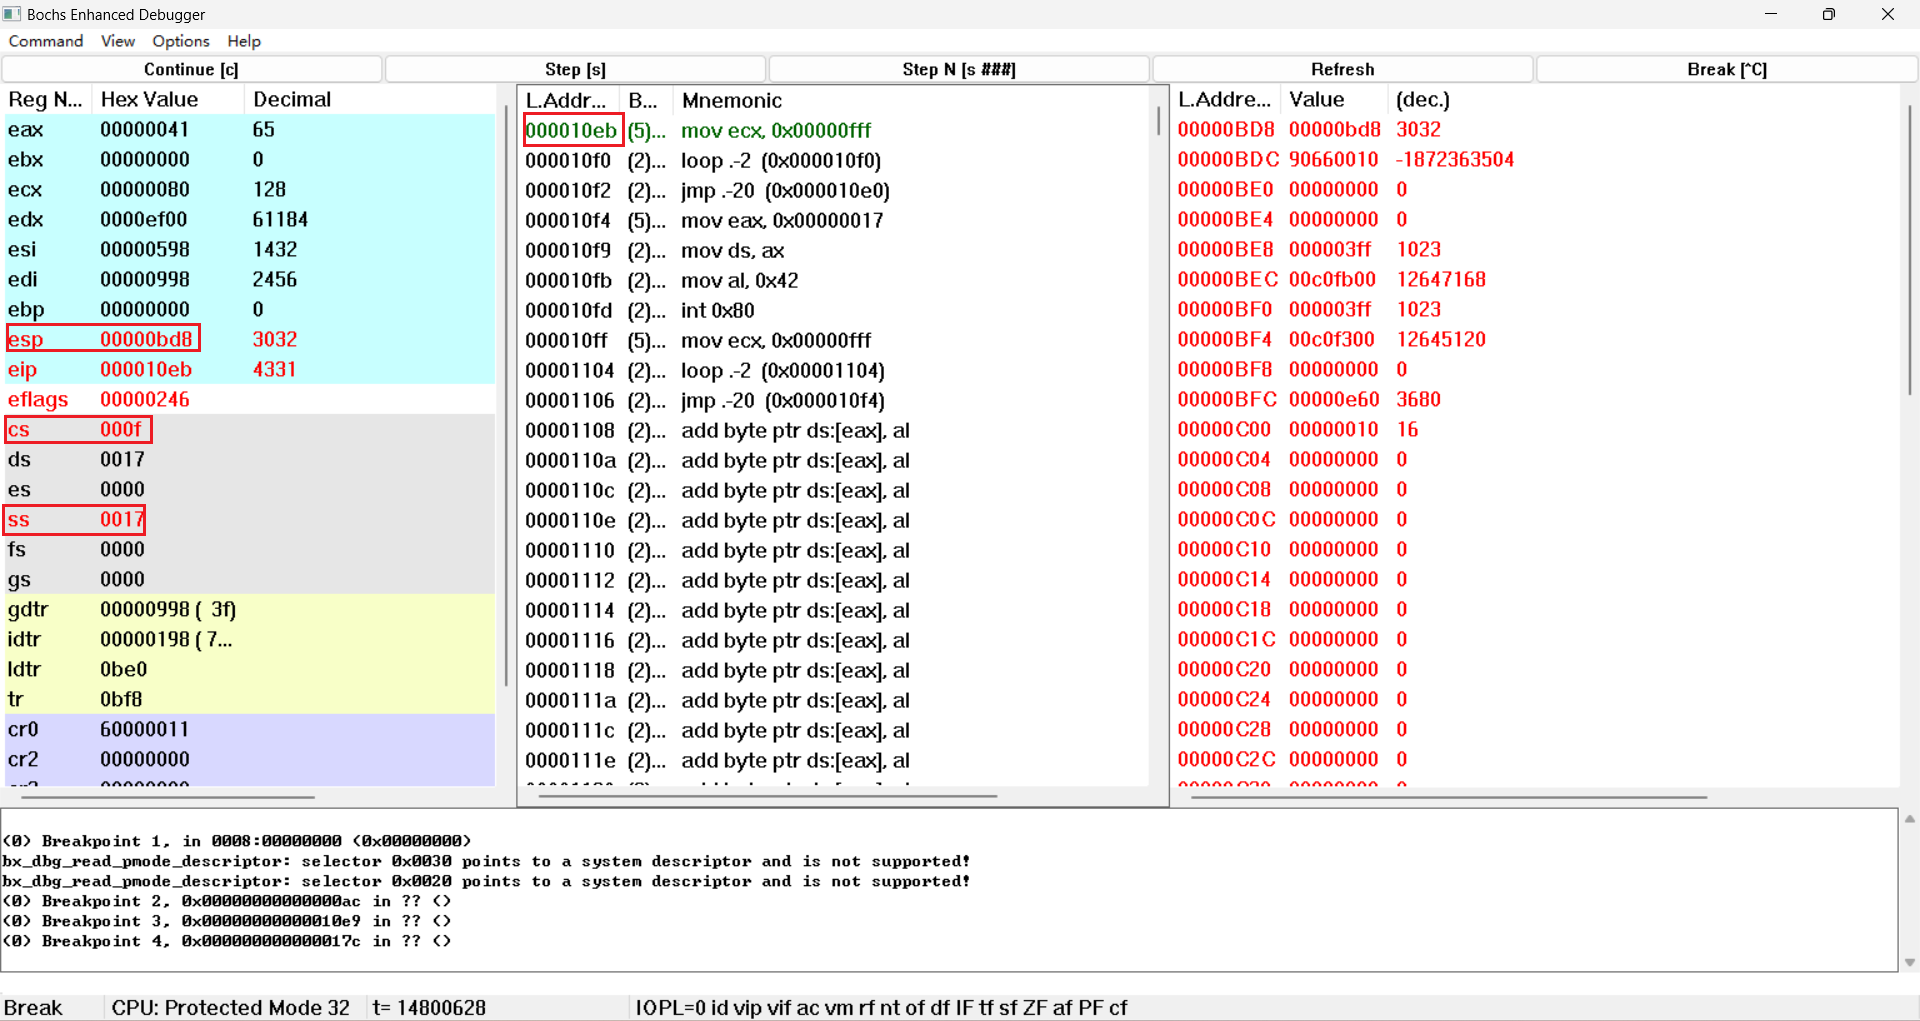 Bochs Enhanced Debugger
Command View Options Help
Continue [c] Step [s] Step N [s ###] Refresh Break [^C]
Reg N... Hex Value Decimal
eax 00000041 65
ebx 00000000 0
ecx 00000080 128
edx 0000ef00 61184
esi 00000598 1432
edi 00000998 2456
ebp 00000000 0
esp 00000bd8 3032
eip 000010eb 4331
eflags 00000246
cs 000f
ds 0017
es 0000
ss 0017
fs 0000
gs 0000
gdtr 00000998 ( 3f)
idtr 00000198 ( 7...
ldtr 0be0
tr 0bf8
cr0 60000011
cr2 00000000
L.Addr... B... Mnemonic
000010eb (5)... mov ecx, 0x00000fff
000010f0 (2)... loop .-2 (0x000010f0)
000010f2 (2)... jmp .-20 (0x000010e0)
000010f4 (5)... mov eax, 0x00000017
000010f9 (2)... mov ds, ax
000010fb (2)... mov al, 0x42
000010fd (2)... int 0x80
000010ff (5)... mov ecx, 0x00000fff
00001104 (2)... loop .-2 (0x00001104)
00001106 (2)... jmp .-20 (0x000010f4)
00001108 (2)... add byte ptr ds:[eax], al
0000110a (2)... add byte ptr ds:[eax], al
0000110c (2)... add byte ptr ds:[eax], al
0000110e (2)... add byte ptr ds:[eax], al
00001110 (2)... add byte ptr ds:[eax], al
00001112 (2)... add byte ptr ds:[eax], al
00001114 (2)... add byte ptr ds:[eax], al
00001116 (2)... add byte ptr ds:[eax], al
00001118 (2)... add byte ptr ds:[eax], al
0000111a (2)... add byte ptr ds:[eax], al
0000111c (2)... add byte ptr ds:[eax], al
0000111e (2)... add byte ptr ds:[eax], al
L.Addre... Value (dec.)
00000BD8 00000bd8 3032
00000BDC 90660010 -1872363504
00000BE0 00000000 0
00000BE4 00000000 0
00000BE8 000003ff 1023
00000BEC 00c0fb00 12647168
00000BF0 000003ff 1023
00000BF4 00c0f300 12645120
00000BF8 00000000 0
00000BFC 00000e60 3680
00000C00 00000010 16
00000C04 00000000 0
00000C08 00000000 0
00000C0C 00000000 0
00000C10 00000000 0
00000C14 00000000 0
00000C18 00000000 0
00000C1C 00000000 0
00000C20 00000000 0
00000C24 00000000 0
00000C28 00000000 0
00000C2C 00000000 0
(0) Breakpoint 1, in 0008:00000000 (0x00000000)
bx_dbg_read_pmode_descriptor: selector 0x0030 points to a system descriptor and is not supported!
bx_dbg_read_pmode_descriptor: selector 0x0020 points to a system descriptor and is not supported!
(0) Breakpoint 2, 0x00000000000000ac in ?? ()
(0) Breakpoint 3, 0x00000000000010e9 in ?? ()
(0) Breakpoint 4, 0x000000000000017c in ?? ()
Break CPU: Protected Mode 32 t= 14800628 IOPL=0 id vip vif ac vm rf nt of df IF tf sf ZF af PF cf